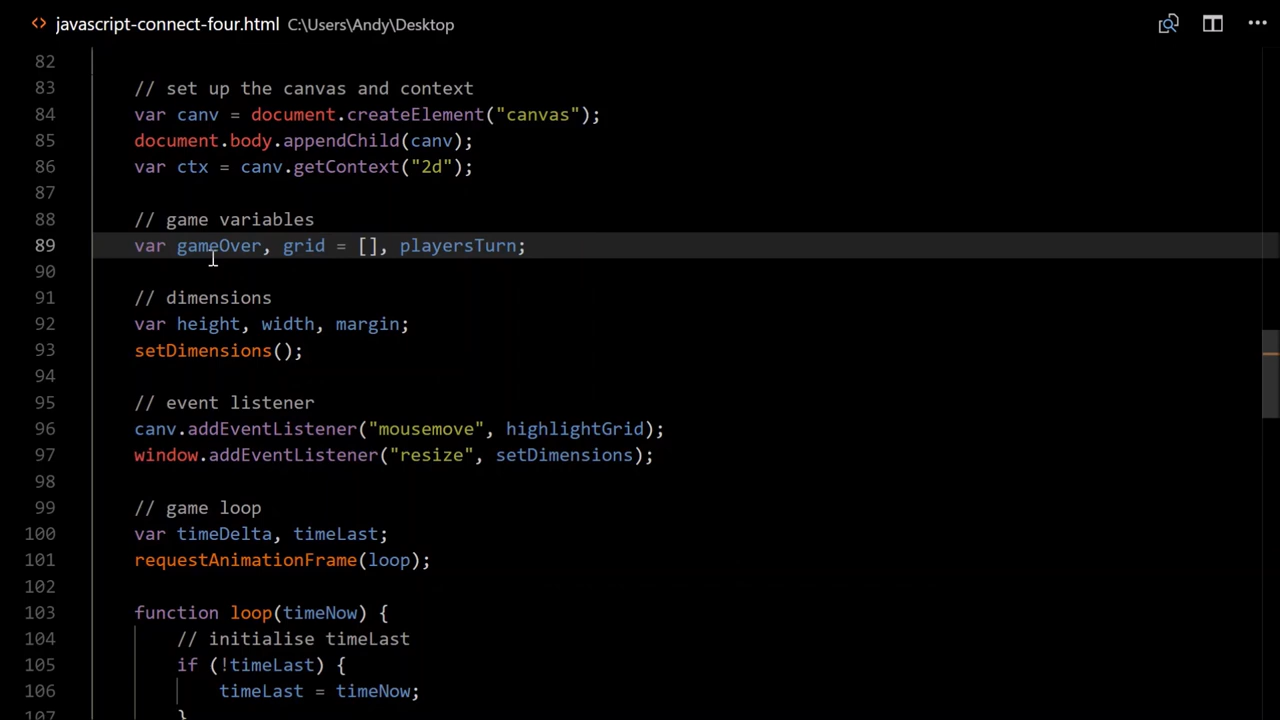 javascript-connect-four.html C:\Users\Andy\Desktop
82
83 // set up the canvas and context
84 var canv = document.createElement("canvas");
85 document.body.appendChild(canv);
86 var ctx = canv.getContext("2d");
87
88 // game variables
89 var gameOver, grid = [], playersTurn;
90
91 // dimensions
92 var height, width, margin;
93 setDimensions();
94
95 // event listener
96 canv.addEventListener("mousemove", highlightGrid);
97 window.addEventListener("resize", setDimensions);
98
99 // game loop
100 var timeDelta, timeLast;
101 requestAnimationFrame(loop);
102
103 function loop(timeNow) {
104 // initialise timeLast
105 if (!timeLast) {
106 timeLast = timeNow;
107 }